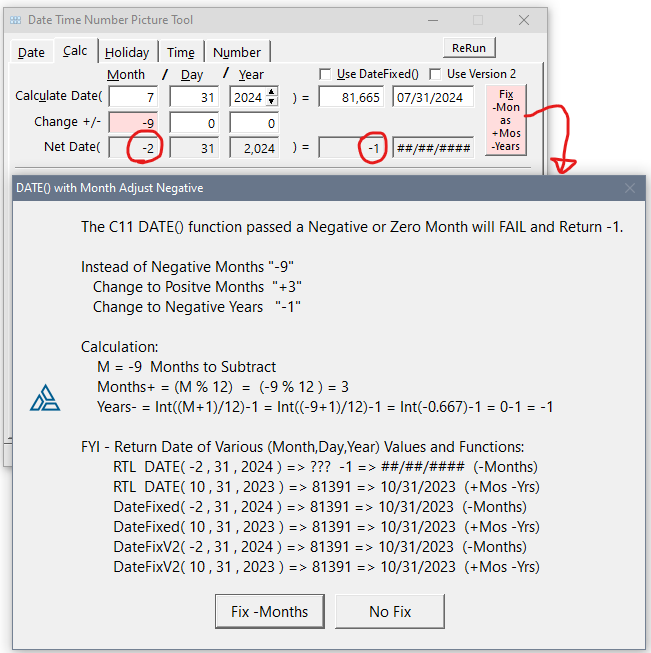 Date Time Number Picture Tool
Date Calc Holiday Time Number ReRun
Month / Day / Year Use DateFixed() Use Version 2
Calculate Date( 7 31 2024 ) = 81,665 07/31/2024
Change +/- -9 0 0
Net Date( -2 31 2,024 ) = -1 ##/##/####
Fix
-Mon
as
+Mos
-Years
DATE() with Month Adjust Negative
The C11 DATE() function passed a Negative or Zero Month will FAIL and Return -1.
Instead of Negative Months "-9"
Change to Positve Months "+3"
Change to Negative Years "-1"
Calculation:
M = -9 Months to Subtract
Months+ = (M % 12) = (-9 % 12 ) = 3
Years- = Int((M+1)/12)-1 = Int((-9+1)/12)-1 = Int(-0.667)-1 = 0-1 = -1
FYI - Return Date of Various (Month,Day,Year) Values and Functions:
RTL DATE( -2 , 31 , 2024 ) => ??? -1 => ##/##/#### (-Months)
RTL DATE( 10 , 31 , 2023 ) => 81391 => 10/31/2023 (+Mos -Yrs)
DateFixed( -2 , 31 , 2024 ) => 81391 => 10/31/2023 (-Months)
DateFixed( 10 , 31 , 2023 ) => 81391 => 10/31/2023 (+Mos -Yrs)
DateFixV2( -2 , 31 , 2024 ) => 81391 => 10/31/2023 (-Months)
DateFixV2( 10 , 31 , 2023 ) => 81391 => 10/31/2023 (+Mos -Yrs)
Fix -Months No Fix